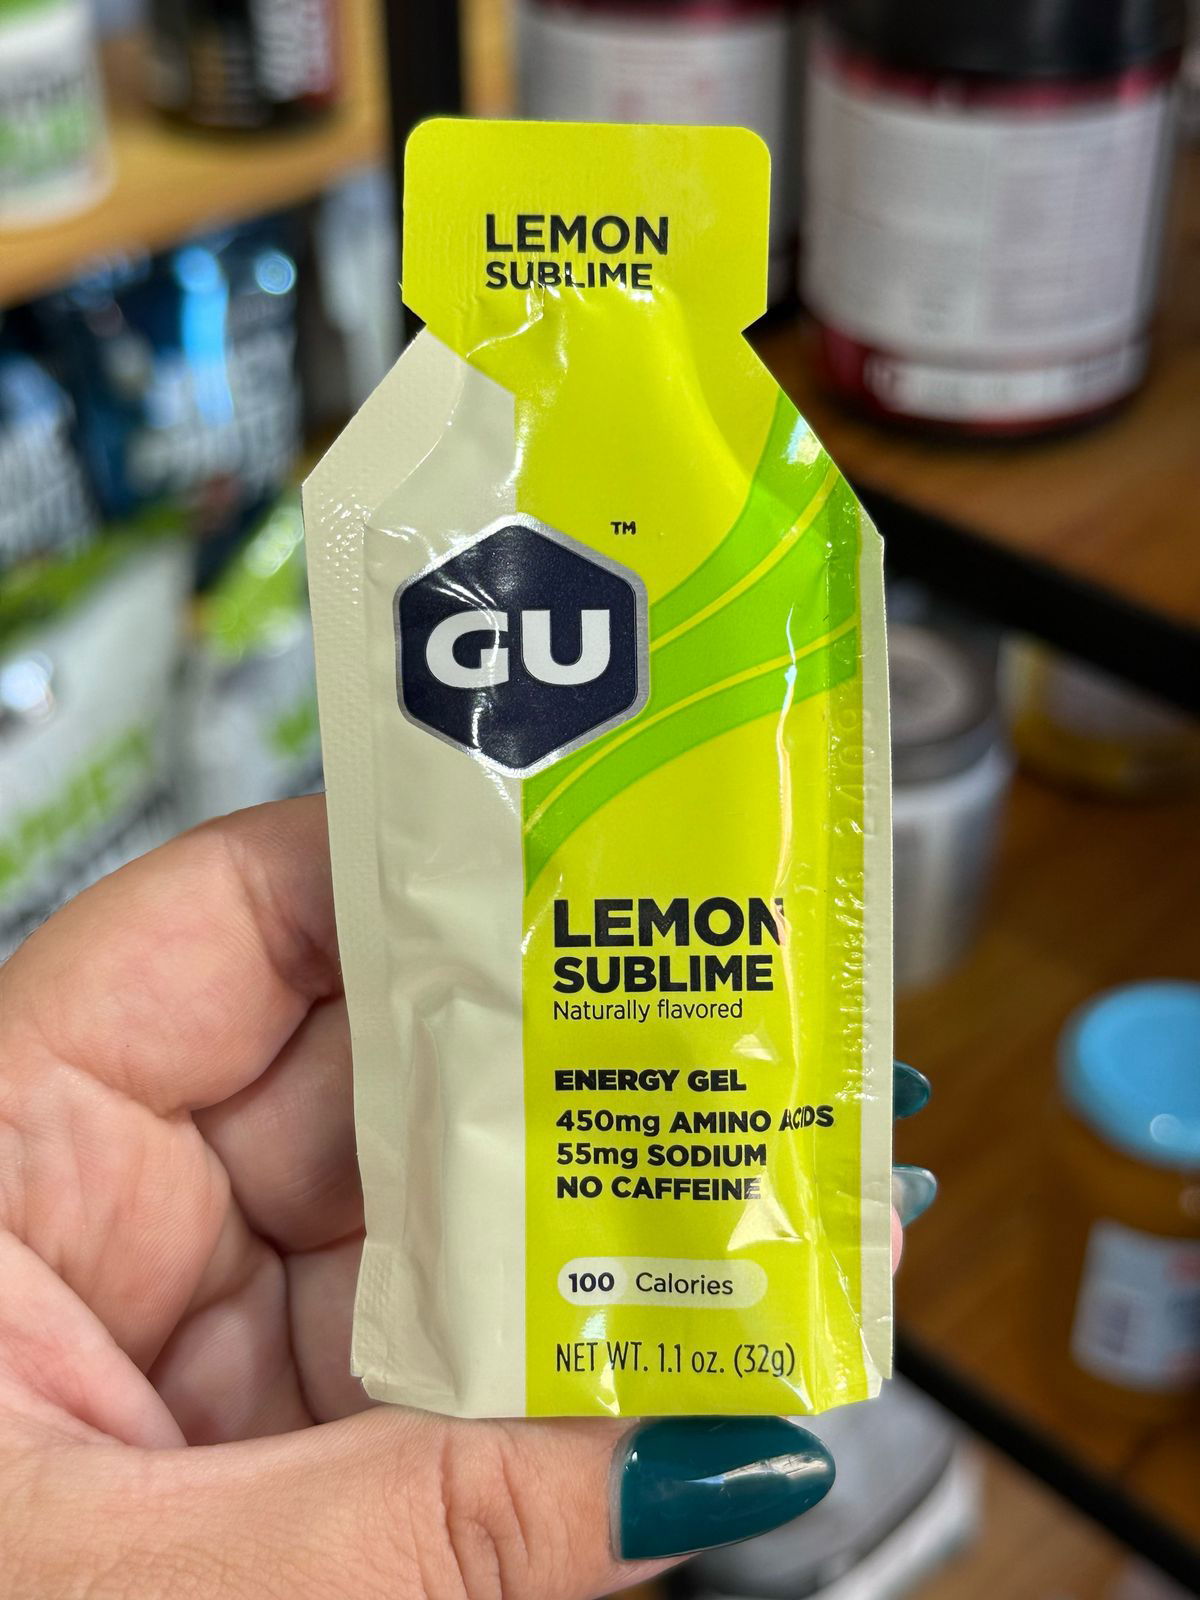 LEMON
SUBLIME
TM
GU
LEMON
SUBLIME
Naturally flavored
ENERGY GEL
450mg AMINO ACIDS
55mg SODIUM
NO CAFFEINE
100 Calories
NET WT. 1.1 oz. (32g)